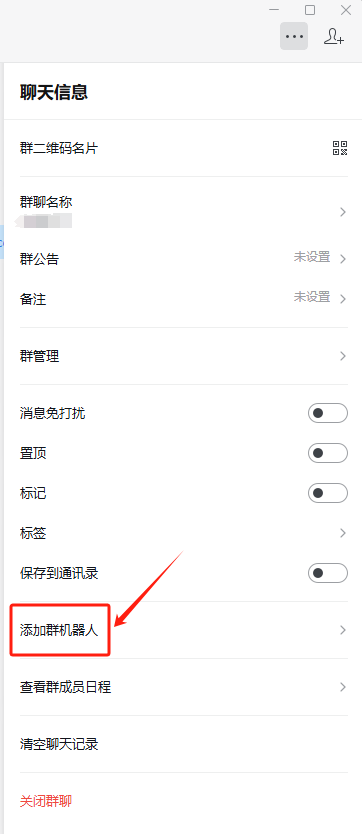 聊天信息
群二维码名片
群聊名称
群公告 未设置
备注 未设置
群管理
消息免打扰
置顶
标记
标签
保存到通讯录
添加群机器人
查看群成员日程
清空聊天记录
关闭群聊